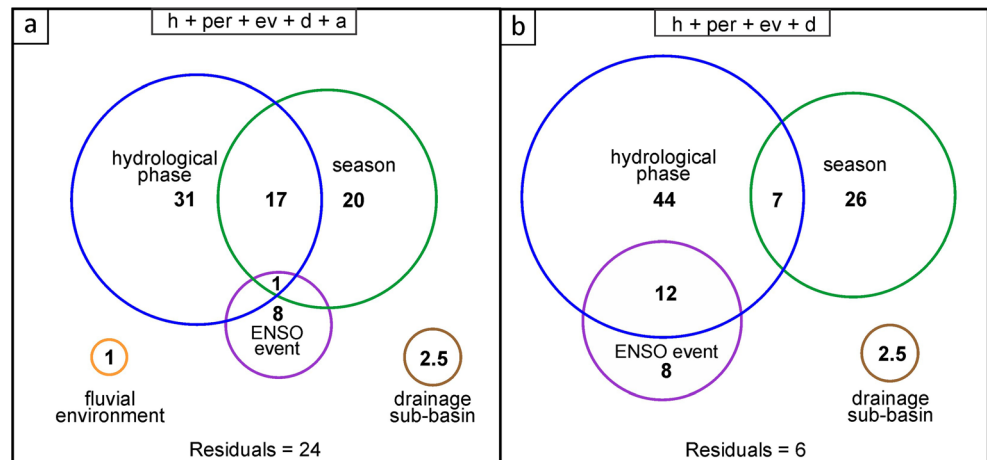 a
h + per + ev + d + a
hydrological
phase
31
17
season
20
1
8
ENSO
event
1
fluvial
environment
2.5
drainage
sub-basin
Residuals = 24
b
h + per + ev + d
hydrological
phase
44
7
season
26
12
ENSO event
8
2.5
drainage
sub-basin
Residuals = 6